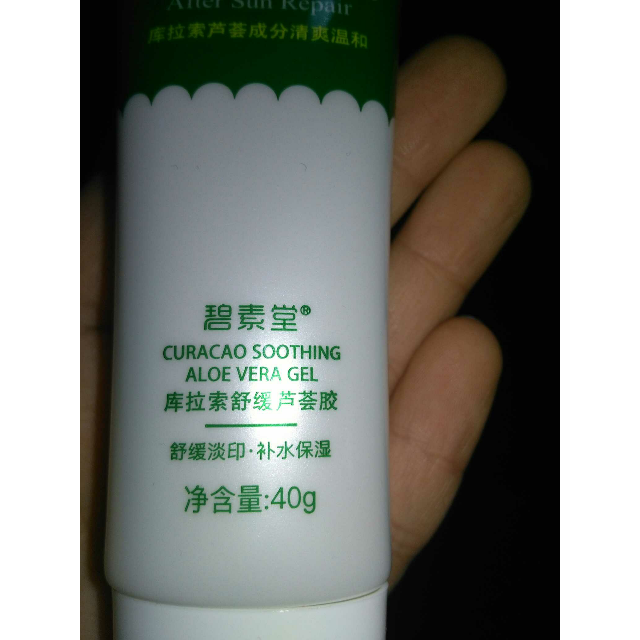 After Sun Repair
库拉索芦荟成分清爽温和
碧素堂®
CURACAO SOOTHING
ALOE VERA GEL
库拉索舒缓芦荟胶
舒缓淡印·补水保湿
净含量:40g